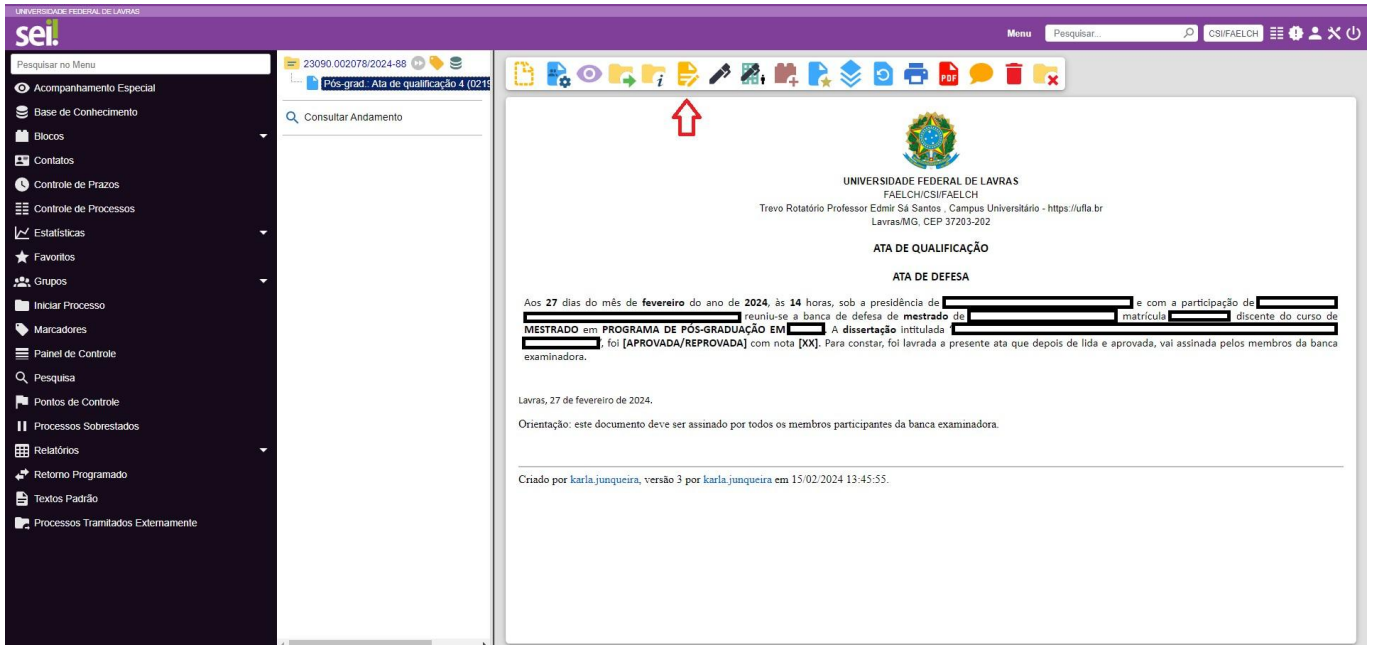 UNIVERSIDADE FEDERAL DE LAVRAS
sei!
Menu Pesquisar... CSI/FAELCH
Pesquisar no Menu
Acompanhamento Especial
Base de Conhecimento
Blocos
Contatos
Controle de Prazos
Controle de Processos
Estatísticas
Favoritos
Grupos
Iniciar Processo
Marcadores
Painel de Controle
Pesquisa
Pontos de Controle
Processos Sobrestados
Relatórios
Retorno Programado
Textos Padrão
Processos Tramitados Externamente
23090.002078/2024-88
Pós-grad.: Ata de qualificação 4 (0219
Consultar Andamento
PDF
UNIVERSIDADE FEDERAL DE LAVRAS
FAELCH/CSI/FAELCH
Trevo Rotatório Professor Edmir Sá Santos , Campus Universitário - https://ufla.br
Lavras/MG, CEP 37203-202
ATA DE QUALIFICAÇÃO
ATA DE DEFESA
Aos 27 dias do mês de fevereiro do ano de 2024, às 14 horas, sob a presidência de e com a participação de
reuniu-se a banca de defesa de mestrado de matrícula discente do curso de
MESTRADO em PROGRAMA DE PÓS-GRADUAÇÃO EM . A dissertação intitulada "
", foi [APROVADA/REPROVADA] com nota [XX]. Para constar, foi lavrada a presente ata que depois de lida e aprovada, vai assinada pelos membros da banca
examinadora.
Lavras, 27 de fevereiro de 2024.
Orientação: este documento deve ser assinado por todos os membros participantes da banca examinadora.
Criado por karla.junqueira, versão 3 por karla.junqueira em 15/02/2024 13:45:55.